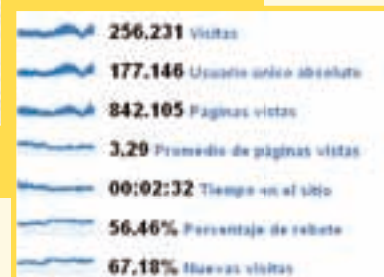 256.231 Visitas
177.146 Usuario único absoluto
842.105 Páginas vistas
3,29 Promedio de páginas vistas
00:02:32 Tiempo en el sitio
56.46% Porcentaje de rebote
67,18% Nuevas visitas